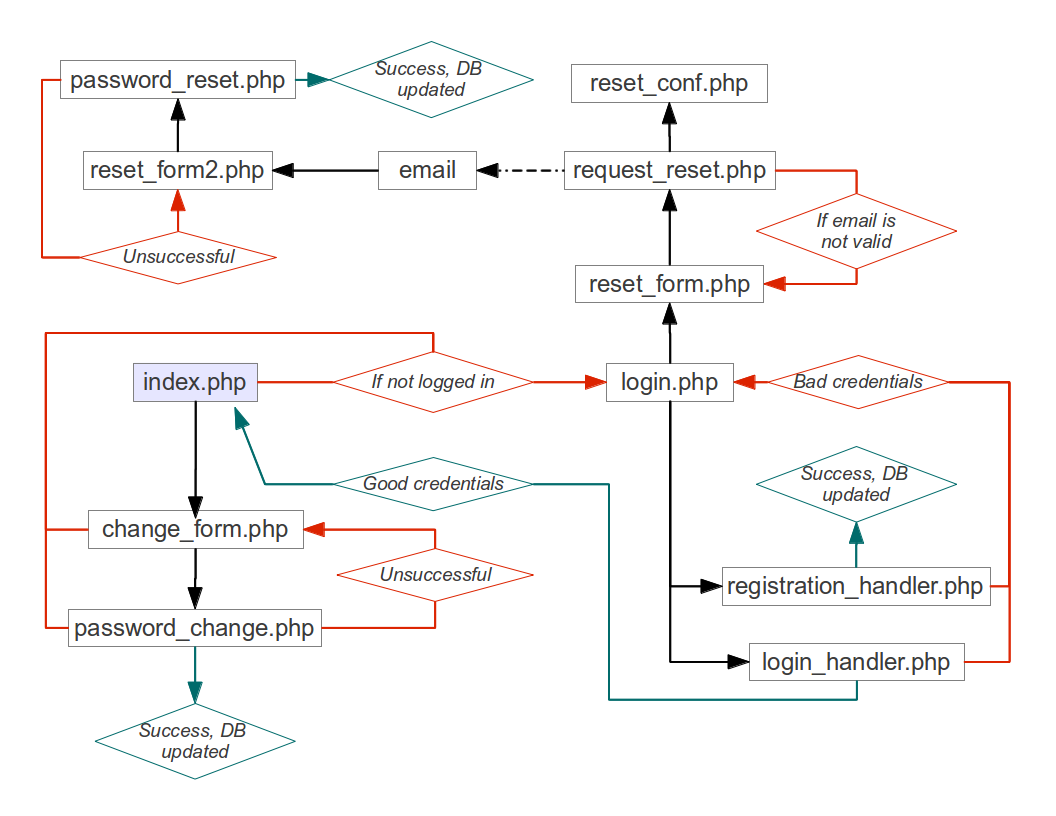 password_reset.php
Success, DB
updated
reset_conf.php
reset_form2.php
email
request_reset.php
If email is
not valid
Unsuccessful
reset_form.php
index.php
If not logged in
login.php
Bad credentials
Good credentials
Success, DB
updated
change_form.php
Unsuccessful
registration_handler.php
password_change.php
login_handler.php
Success, DB
updated